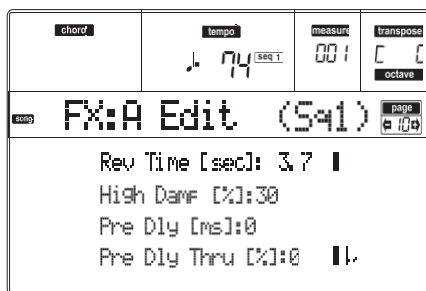 chord
tempo
measure
transpose
74 seq 1
001
C
octave
song
FX:A Edit (Sq1)
page
10
Rev Time [sec]: 3.7
High Damp [%]:30
Pre Dly [ms]:0
Pre Dly Thru [%]:0